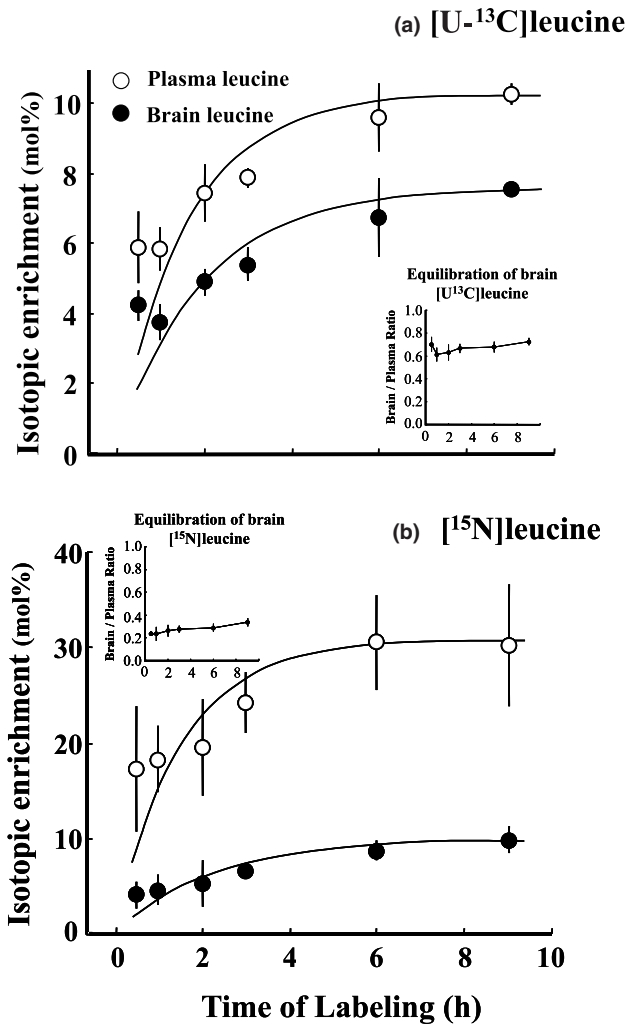 (a) [U-¹³C]leucine
Plasma leucine
Brain leucine
Isotopic enrichment (mol%)
10
8
6
4
2
0
Equilibration of brain
[U¹³C]leucine
Brain / Plasma Ratio
1.0
0.8
0.6
0.4
0.2
0.0
0 2 4 6 8
(b) [¹⁵N]leucine
Isotopic enrichment (mol%)
40
30
20
10
0
Equilibration of brain
[¹⁵N]leucine
Brain / Plasma Ratio
1.0
0.8
0.6
0.4
0.2
0.0
0 2 4 6 8
0 2 4 6 8 10
Time of Labeling (h)